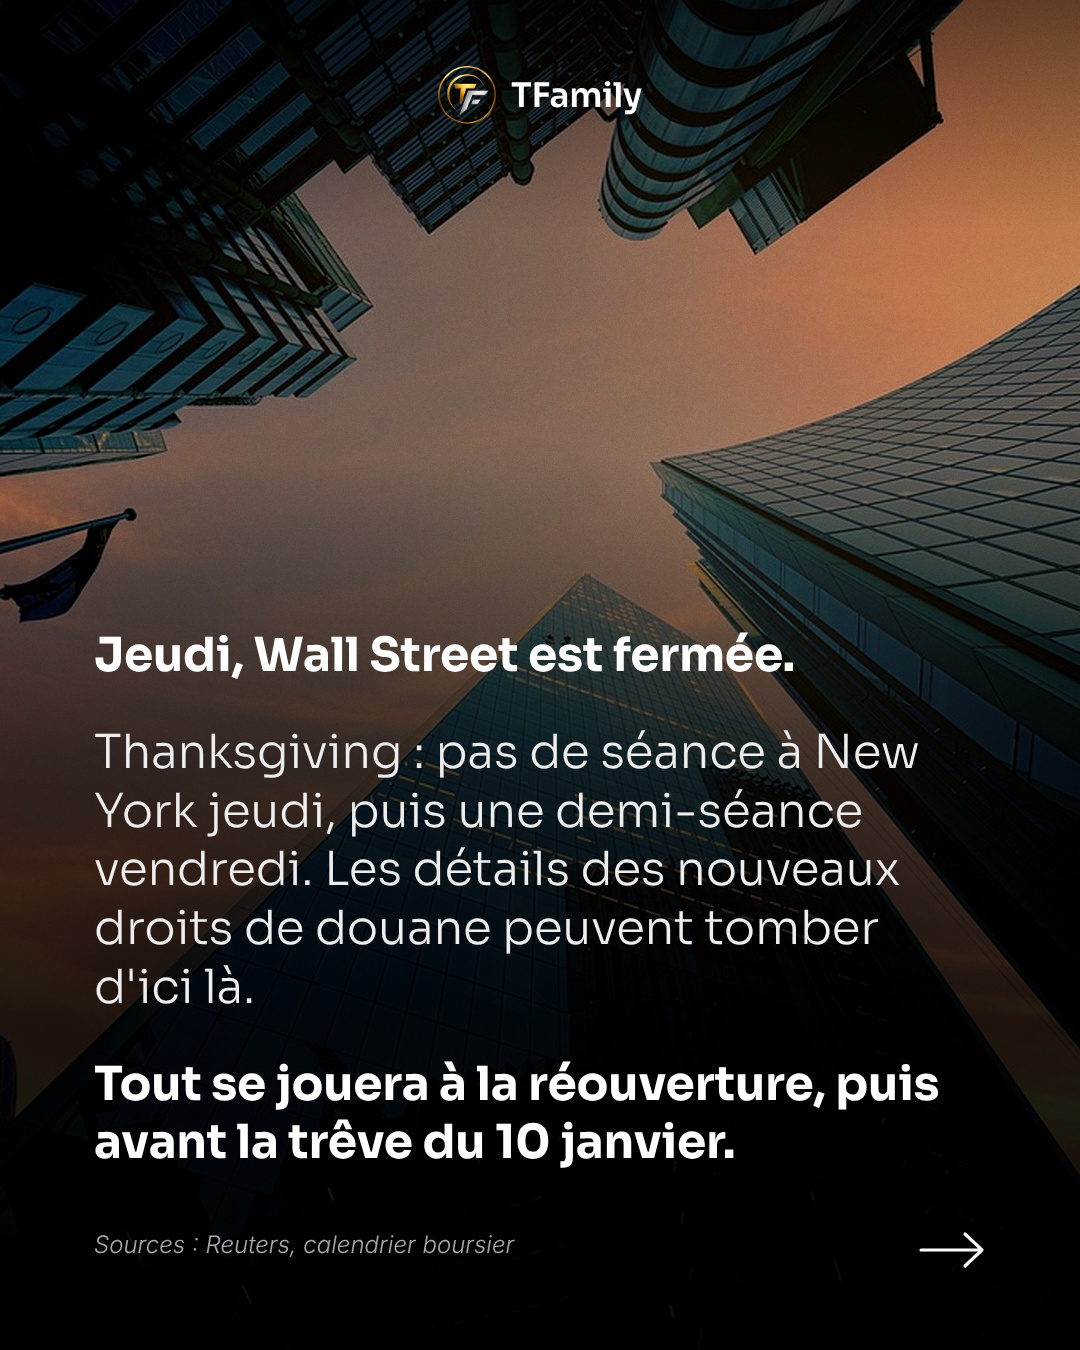 TFamily
Jeudi, Wall Street est fermée.
Thanksgiving : pas de séance à New
York jeudi, puis une demi-séance
vendredi. Les détails des nouveaux
droits de douane peuvent tomber
d'ici là.
Tout se jouera à la réouverture, puis
avant la trêve du 10 janvier.
Sources : Reuters, calendrier boursier